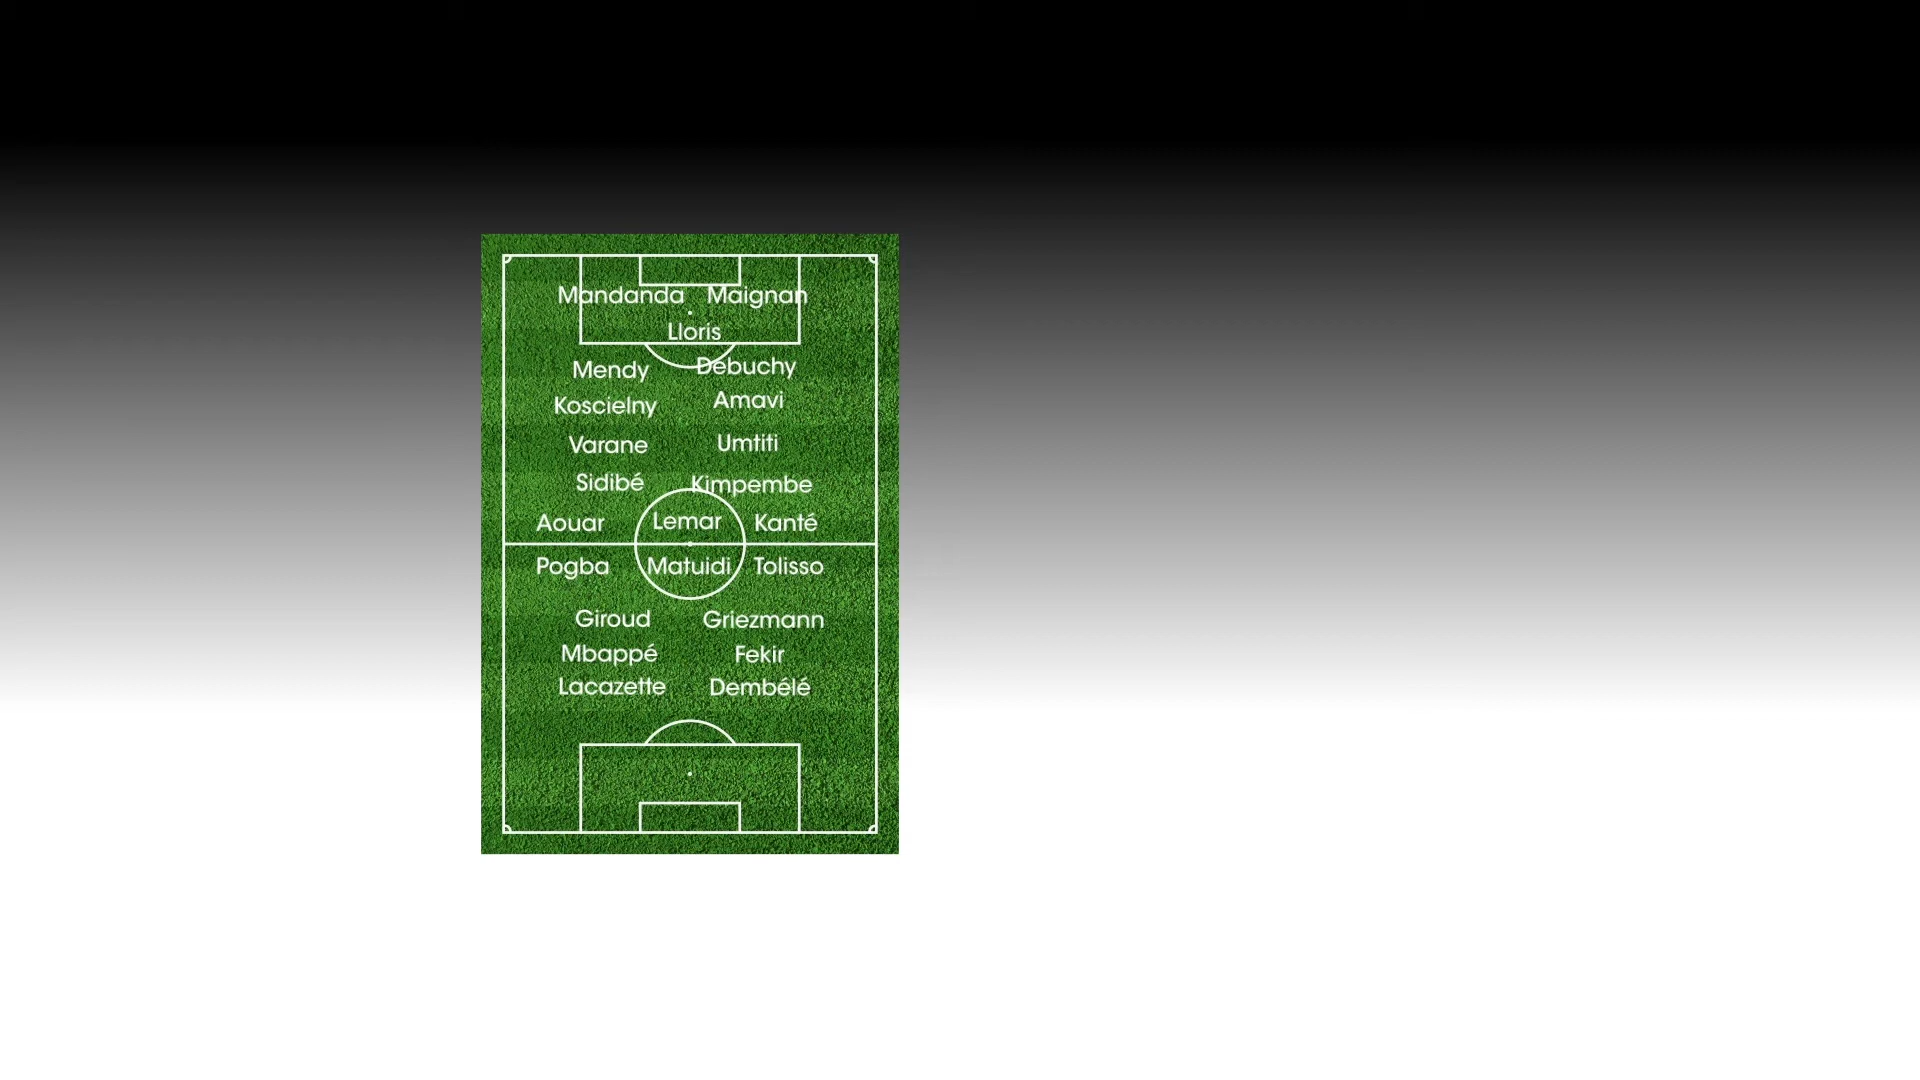 Mandanda Maignan
Lloris
Mendy Debuchy
Koscielny Amavi
Varane Umtiti
Sidibé Kimpembe
Aouar Lemar Kanté
Pogba Matuidi Tolisso
Giroud Griezmann
Mbappé Fekir
Lacazette Dembélé